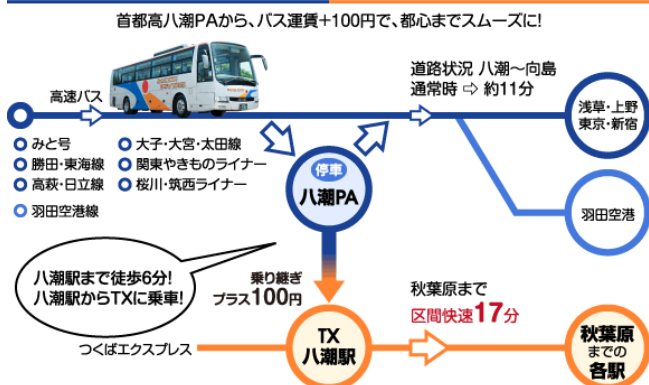 首都高八潮PAから、バス運賃+100円で、都心までスムーズに!
高速バス
道路状況 八潮～向島
通常時 ⇨ 約11分
浅草・上野
東京・新宿
みと号
勝田・東海線
高萩・日立線
羽田空港線
大子・大宮・太田線
関東やきものライナー
桜川・筑西ライナー
停車
八潮PA
羽田空港
八潮駅まで徒歩6分!
八潮駅からTXに乗車!
乗り継ぎ
プラス100円
秋葉原まで
区間快速17分
つくばエクスプレス
TX
八潮駅
秋葉原
までの
各駅